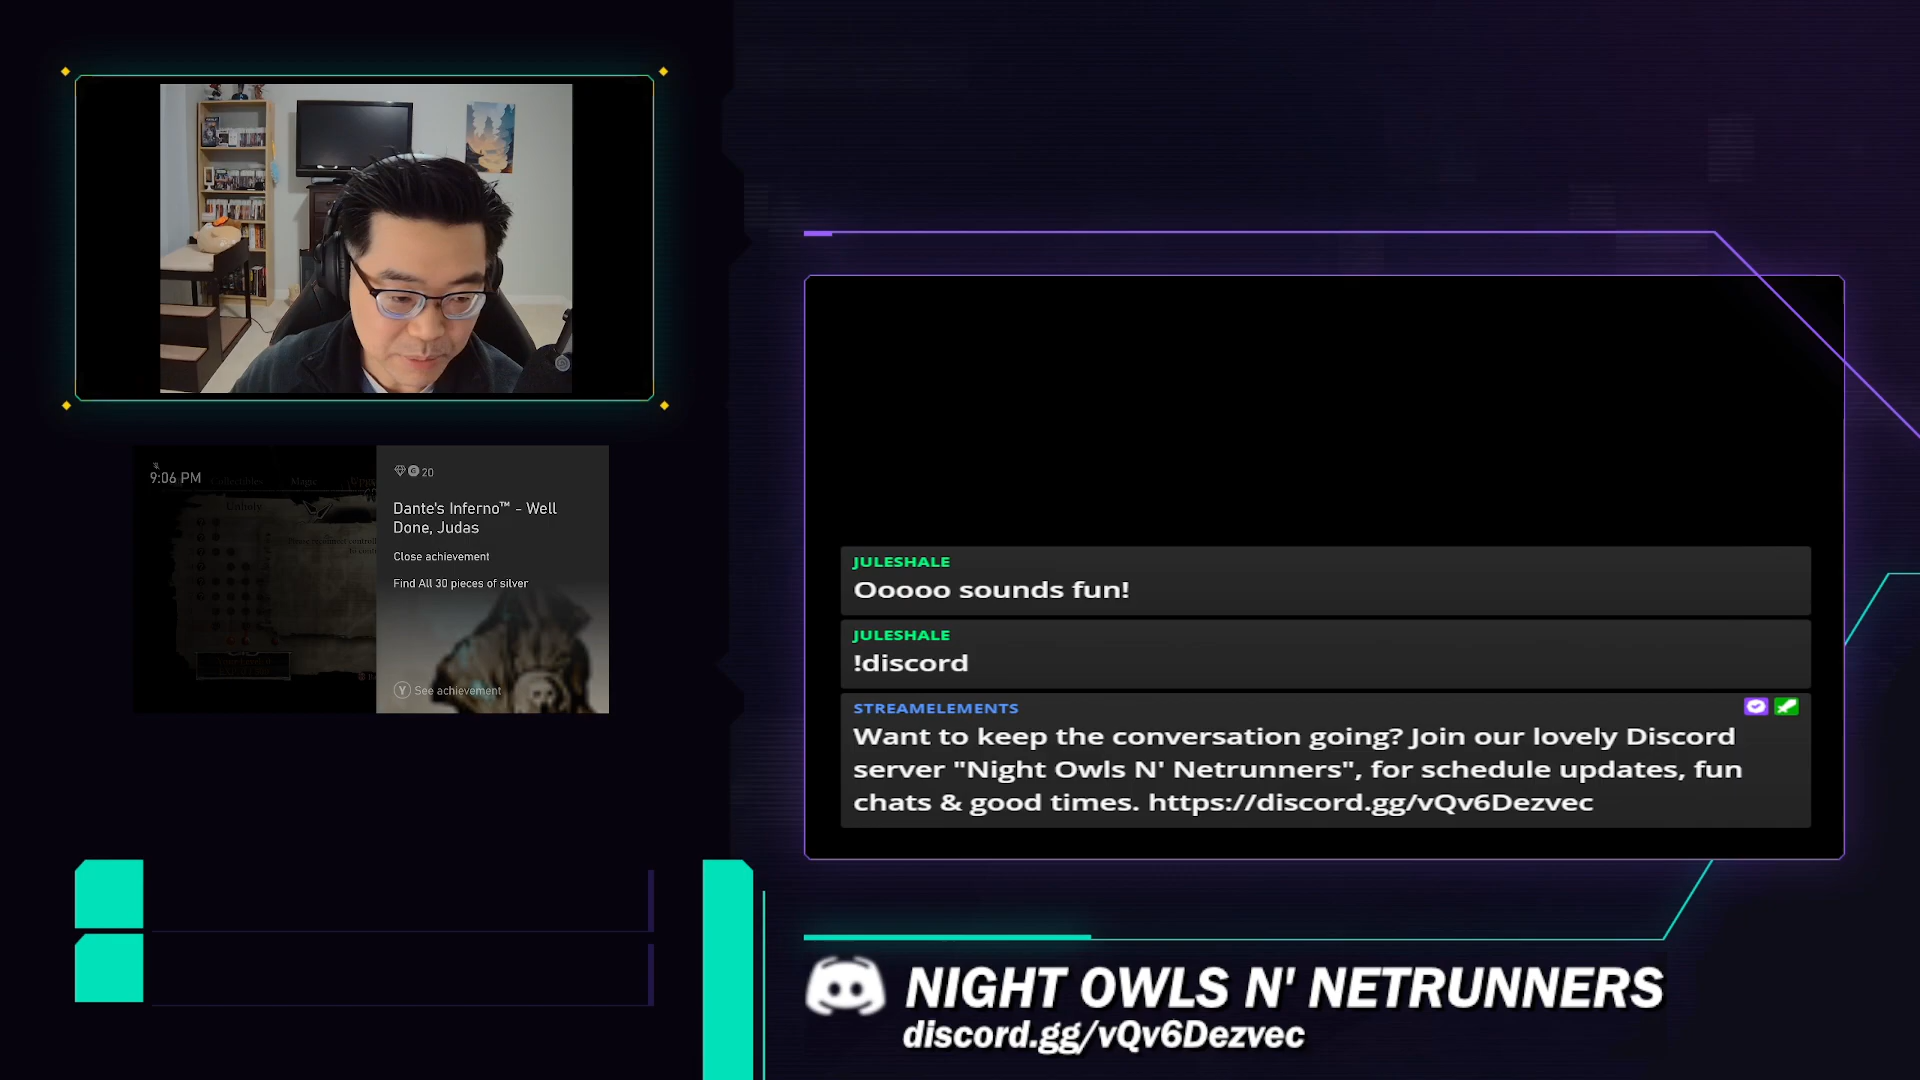 9:06 PM
Collectibles Magic
Unholy
20
Dante's Inferno™ - Well
Done, Judas
Close achievement
Find All 30 pieces of silver
Y See achievement
JULESHALE
Ooooo sounds fun!
JULESHALE
!discord
STREAMELEMENTS
Want to keep the conversation going? Join our lovely Discord
server "Night Owls N' Netrunners", for schedule updates, fun
chats & good times. https://discord.gg/vQv6Dezvec
NIGHT OWLS N' NETRUNNERS
discord.gg/vQv6Dezvec